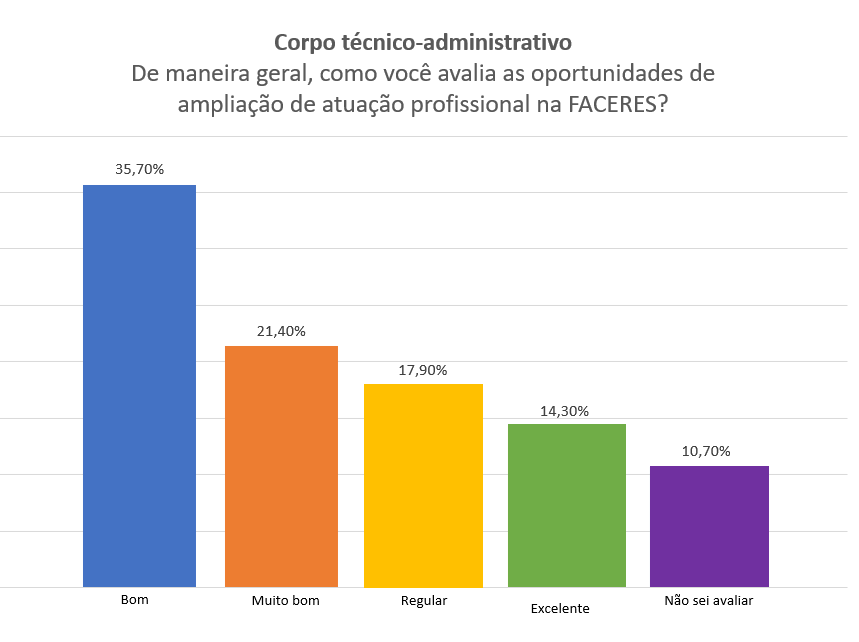 Corpo técnico-administrativo
De maneira geral, como você avalia as oportunidades de
ampliação de atuação profissional na FACERES?
35,70%
21,40%
17,90%
14,30%
10,70%
Bom
Muito bom
Regular
Excelente
Não sei avaliar